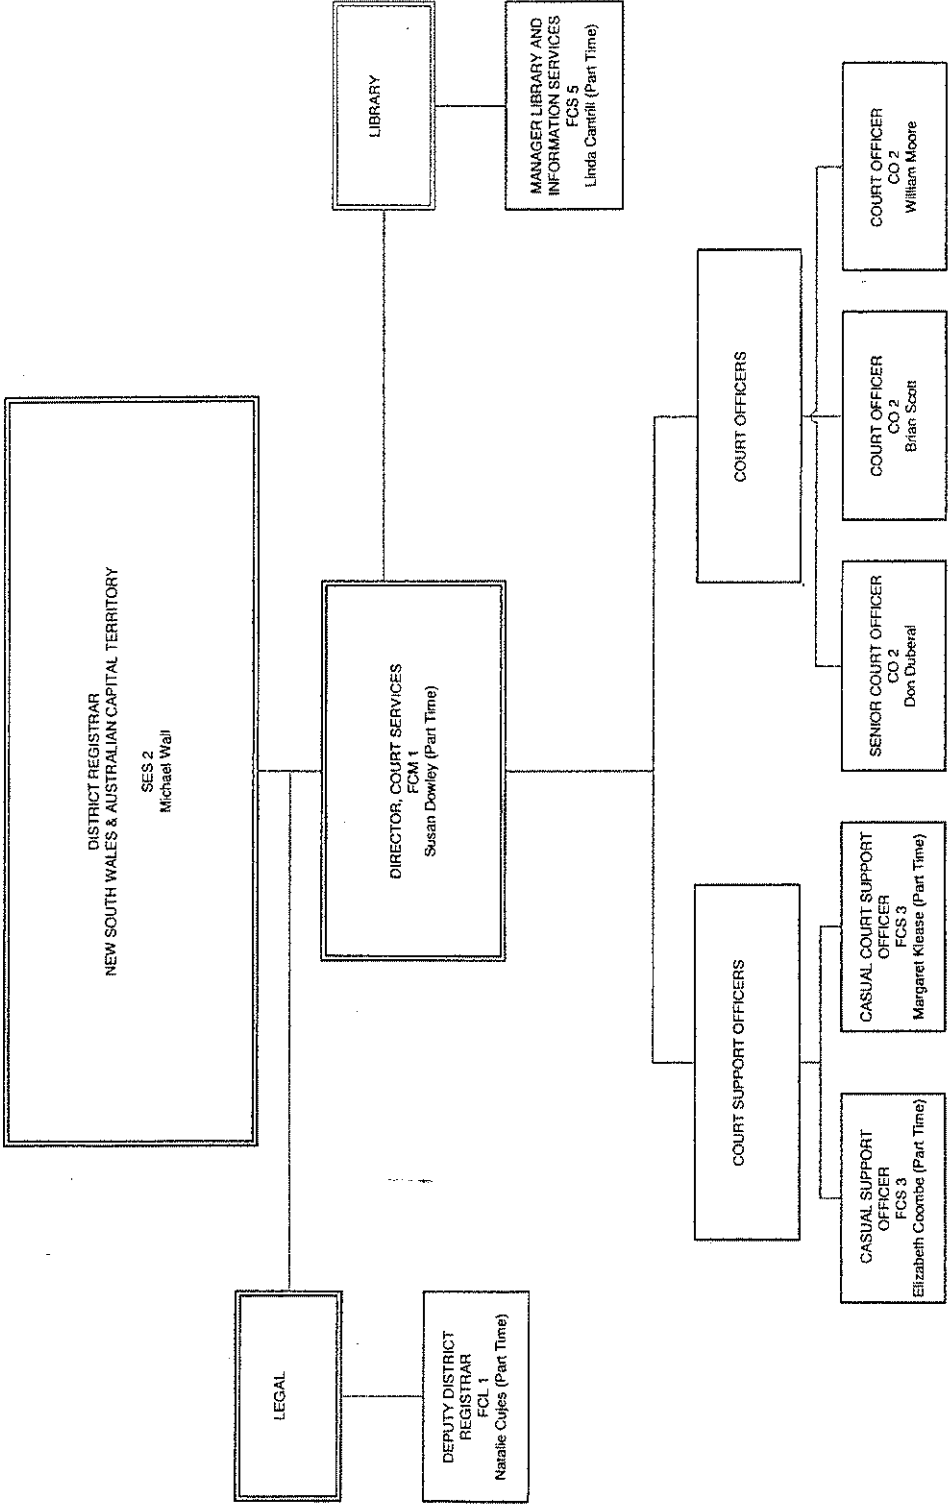 DISTRICT REGISTRAR
NEW SOUTH WALES & AUSTRALIAN CAPITAL TERRITORY
SES 2
Michael Wall
LEGAL
DEPUTY DISTRICT
REGISTRAR
FCL 1
Natalie Cujes (Part Time)
DIRECTOR, COURT SERVICES
FCM 1
Susan Dowley (Part Time)
LIBRARY
MANAGER LIBRARY AND
INFORMATION SERVICES
FCS 5
Linda Cantrill (Part Time)
COURT SUPPORT OFFICERS
COURT OFFICERS
CASUAL SUPPORT
OFFICER
FCS 3
Elizabeth Coombe (Part Time)
CASUAL COURT SUPPORT
OFFICER
FCS 3
Margaret Klease (Part Time)
SENIOR COURT OFFICER
CO 2
Don Duberal
COURT OFFICER
CO 2
Brian Scott
COURT OFFICER
CO 2
William Moore